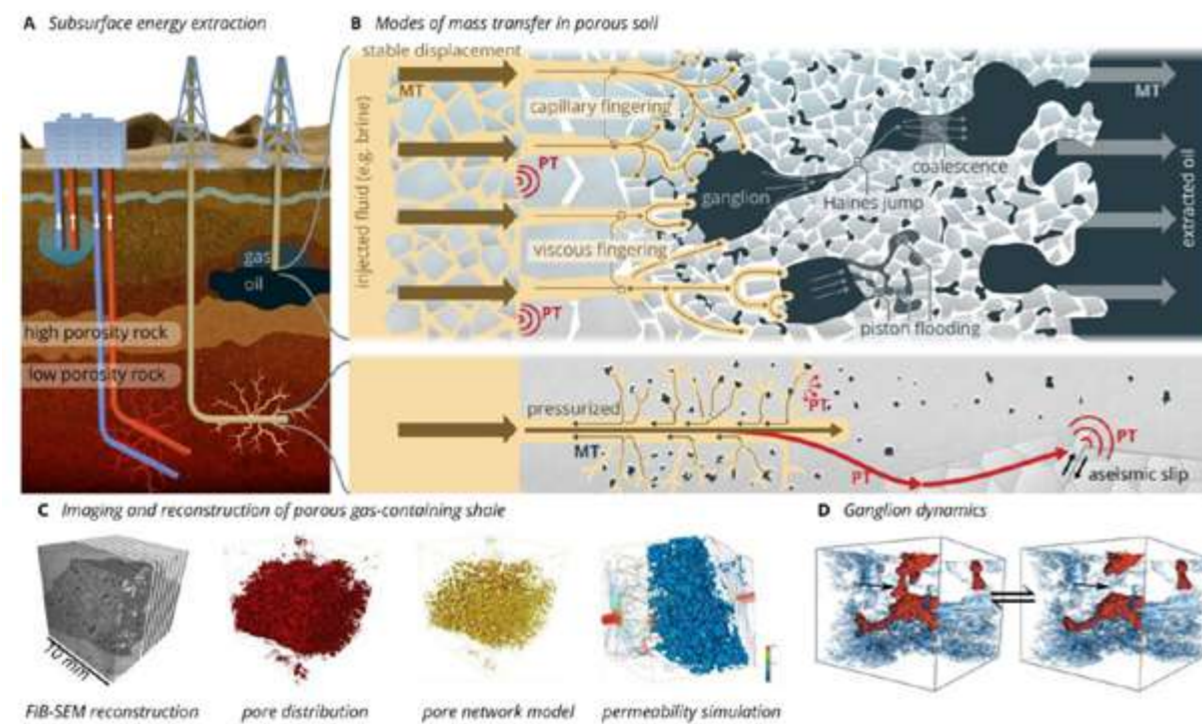 A Subsurface energy extraction
B Modes of mass transfer in porous soil
gas
oil
high porosity rock
low porosity rock
injected fluid (e.g. brine)
stable displacement
MT
capillary fingering
PT
viscous fingering
PT
ganglion
Haines jump
coalescence
piston flooding
MT
extracted oil
pressurized
MT
PT
PT
PT
aseismic slip
C Imaging and reconstruction of porous gas-containing shale
10 mm
FiB-SEM reconstruction
pore distribution
pore network model
permeability simulation
D Ganglion dynamics